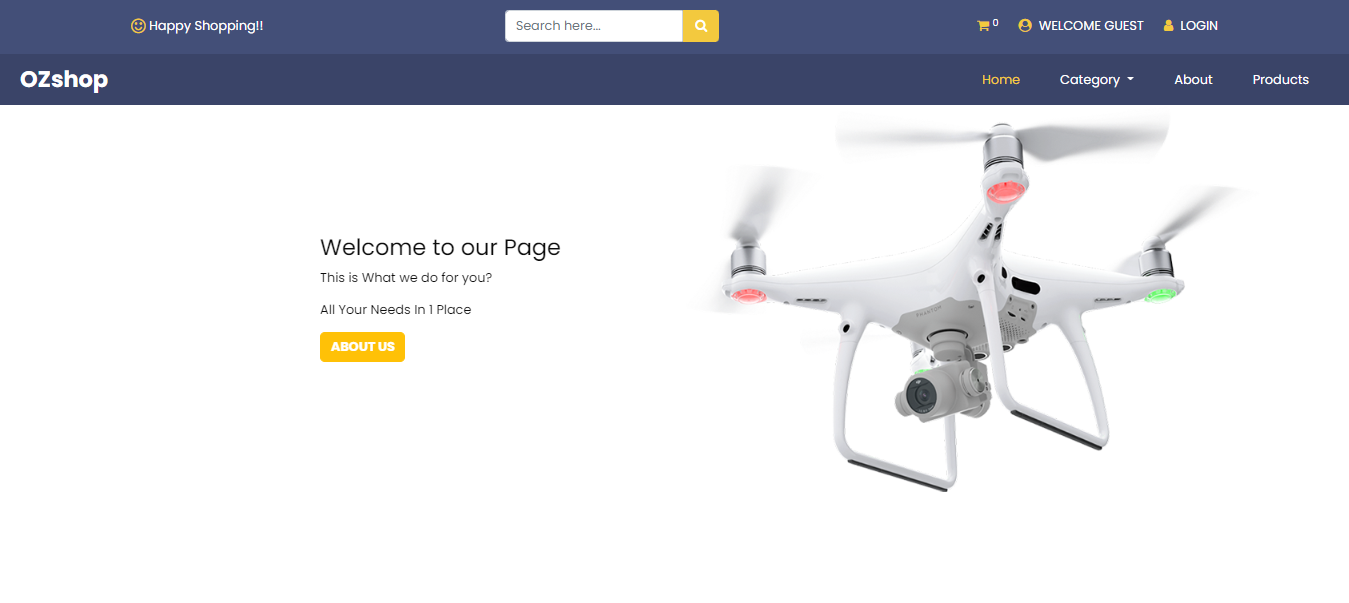 Happy Shopping!!
Search here...
0
WELCOME GUEST
LOGIN
OZshop
Home
Category
About
Products
Welcome to our Page
This is What we do for you?
All Your Needs In 1 Place
ABOUT US
PHANTOM